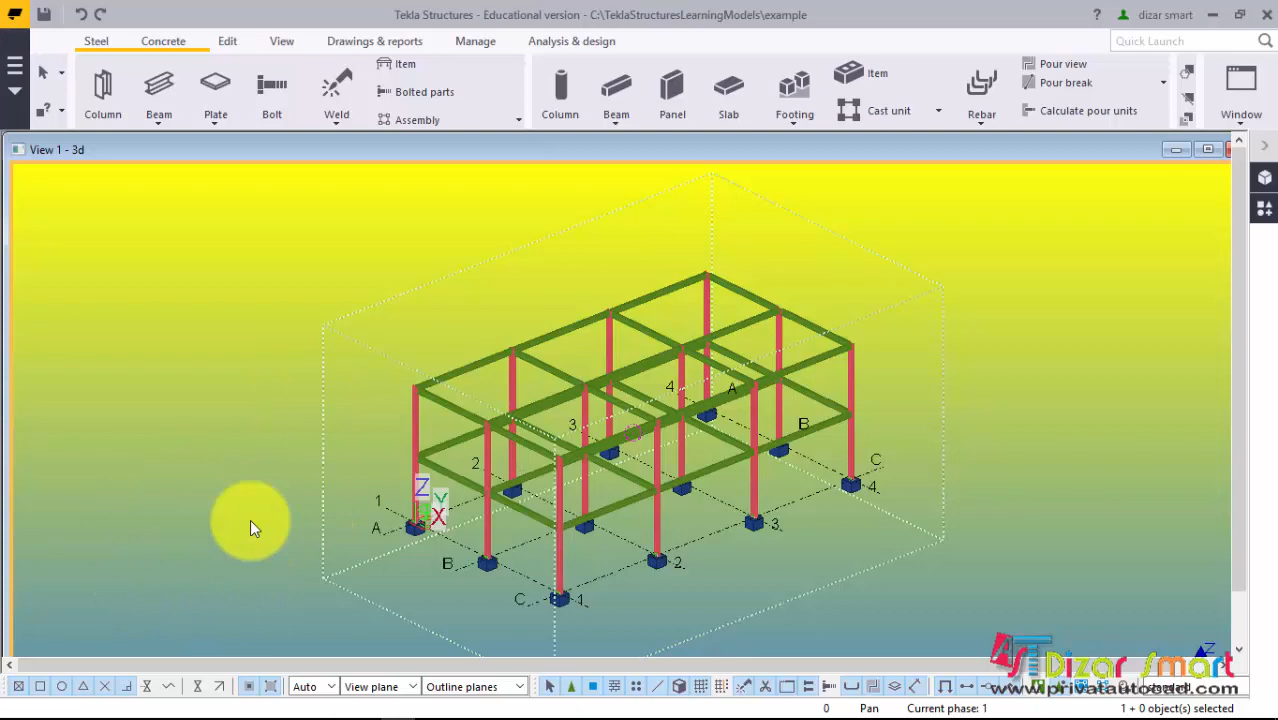 Tekla Structures - Educational version - C:\TeklaStructuresLearningModels\example
dizar smart
Steel
Concrete
Edit
View
Drawings & reports
Manage
Analysis & design
Quick Launch
Column
Beam
Plate
Bolt
Weld
Item
Bolted parts
Assembly
Column
Beam
Panel
Slab
Footing
Item
Cast unit
Rebar
Pour view
Pour break
Calculate pour units
Window
View 1 - 3d
4
A
3
B
2
C
Z
4
1
Y
X
A
3
B
2
C
1
Z
Dizar Smart
www.privatautocad.com
Auto
View plane
Outline planes
standard
0
Pan
Current phase: 1
1 + 0 object(s) selected